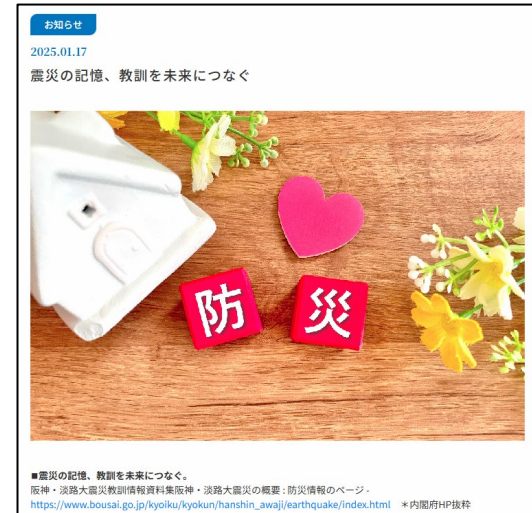 お知らせ
2025.01.17
震災の記憶、教訓を未来につなぐ
防 災
■震災の記憶、教訓を未来につなぐ。
阪神・淡路大震災教訓情報資料集阪神・淡路大震災の概要 : 防災情報のページ -
https://www.bousai.go.jp/kyoiku/kyokun/hanshin_awaji/earthquake/index.html ＊内閣府HP抜粋